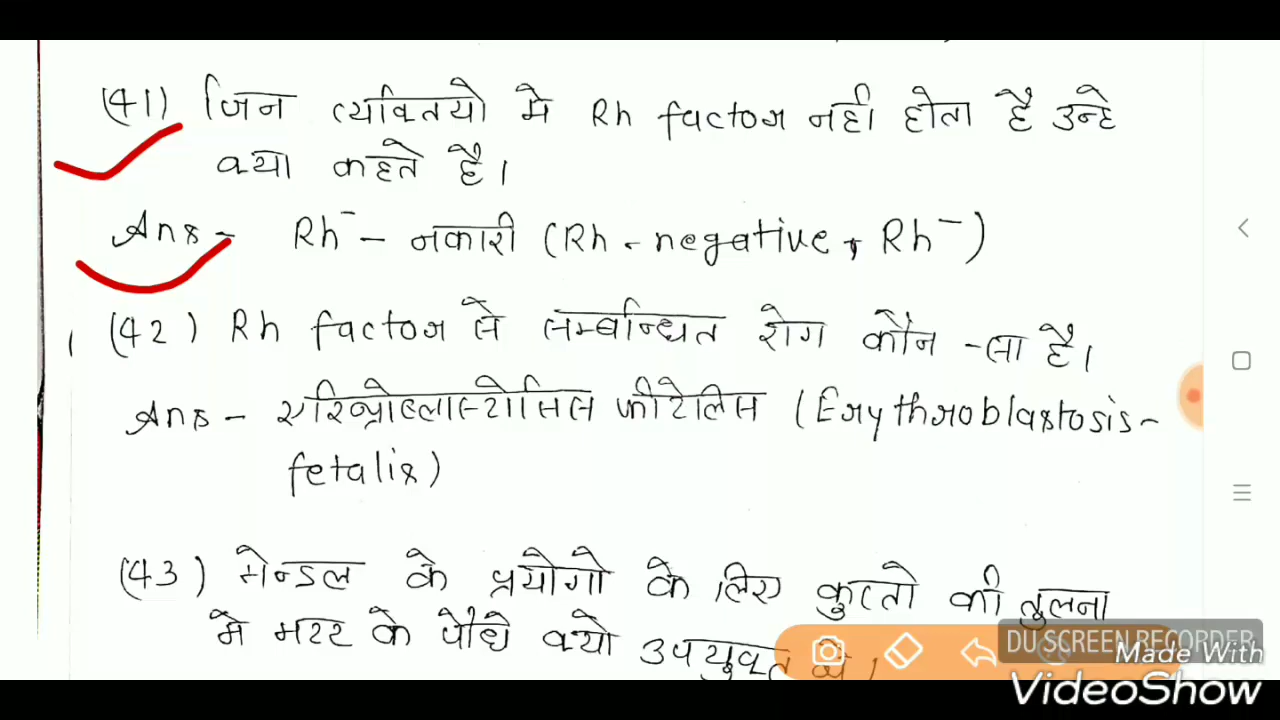 (41) जिन व्यक्तियो मे Rh factor नही होता है उन्हे
क्या कहते है।
Ans - Rh⁻ - नकारी (Rh - negative, Rh⁻)
(42) Rh factor से सम्बन्धित रोग कौन -सा है।
Ans - एरिथ्रोब्लास्टोसिस फीटेलिस (Erythroblastosis -
fetalis)
(43) मेन्डल के प्रयोगो के लिए कुत्तो की तुलना
मे मटर के पौधे क्यो उपयुक्त थे।
DU SCREEN RECORDER
Made With
VideoShow